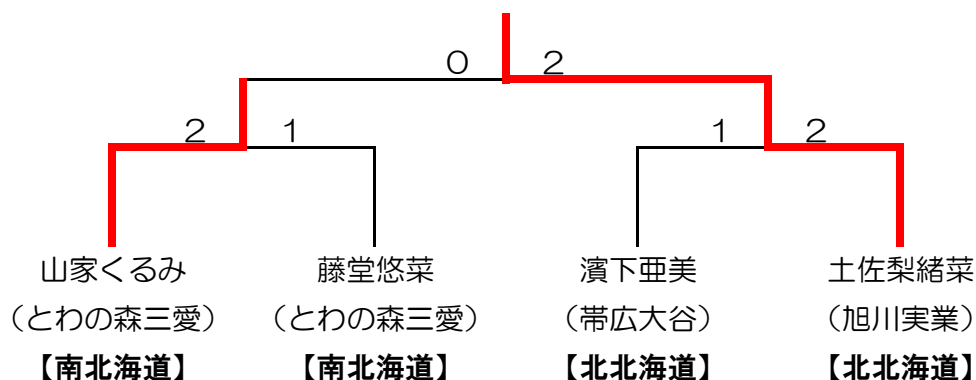 0 2
2 1 1 2
山家くるみ 藤堂悠菜 濱下亜美 土佐梨緒菜
(とわの森三愛) (とわの森三愛) (帯広大谷) (旭川実業)
【南北海道】 【南北海道】 【北北海道】 【北北海道】